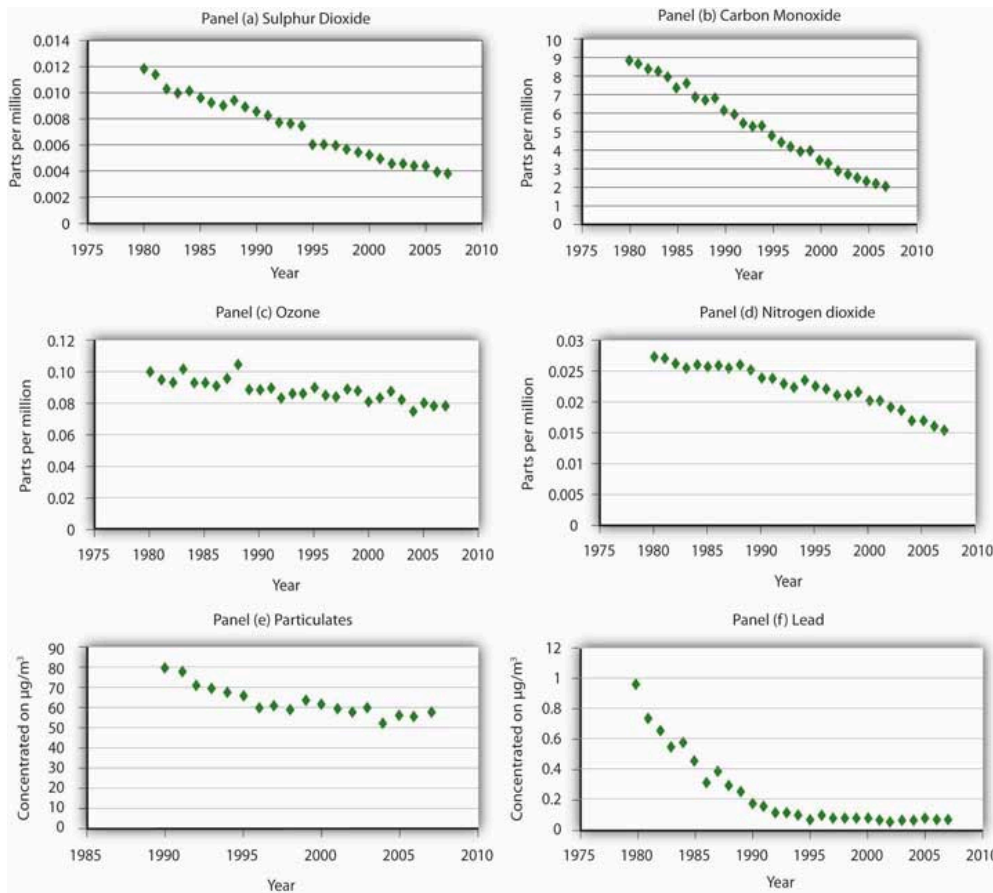 Panel (a) Sulphur Dioxide
Parts per million
0.014
0.012
0.010
0.008
0.006
0.004
0.002
0
1975 1980 1985 1990 1995 2000 2005 2010
Year
Panel (b) Carbon Monoxide
Parts per million
10
9
8
7
6
5
4
3
2
1
0
1975 1980 1985 1990 1995 2000 2005 2010
Year
Panel (c) Ozone
Parts per million
0.12
0.10
0.08
0.06
0.04
0.02
0
1975 1980 1985 1990 1995 2000 2005 2010
Year
Panel (d) Nitrogen dioxide
Parts per million
0.03
0.025
0.02
0.015
0.01
0.005
0
1975 1980 1985 1990 1995 2000 2005 2010
Year
Panel (e) Particulates
Concentrated on µg/m³
90
80
70
60
50
40
30
20
10
0
1985 1990 1995 2000 2005 2010
Year
Panel (f) Lead
Concentrated on µg/m³
12
1
0.8
0.6
0.4
0.2
0
1975 1980 1985 1990 1995 2000 2005 2010
Year